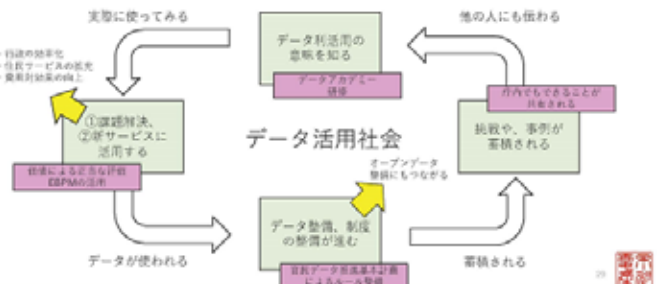 実際に使ってみる
他の人にも伝わる
・行政の効率化
・住民サービスの拡充
・費用対効果の向上
データ利活用の
意味を知る
データアカデミー
研修
①課題解決、
②新サービスに
活用する
価値による正当な評価
EBPMの活用
データ活用社会
庁内でもできることが
共有される
挑戦や、事例が
蓄積される
オープンデータ
整備にもつながる
データ整備、制度
の整備が進む
官民データ推進基本計画
によるルール整備
データが使われる
蓄積される